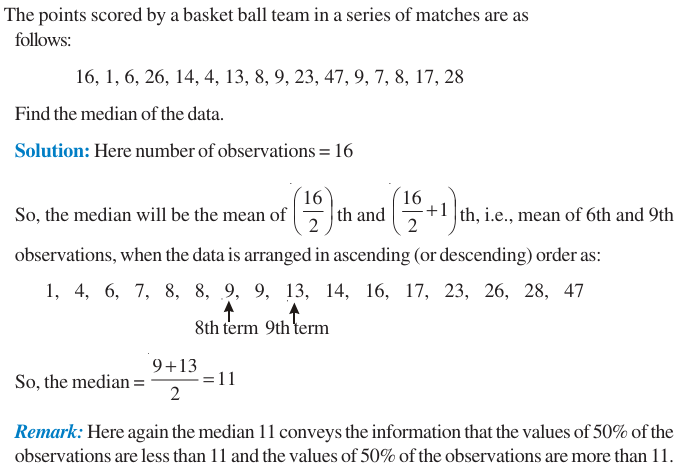 The points scored by a basket ball team in a series of matches are as
follows:
16, 1, 6, 26, 14, 4, 13, 8, 9, 23, 47, 9, 7, 8, 17, 28
Find the median of the data.
Solution: Here number of observations = 16
So, the median will be the mean of (16/2) th and (16/2 +1) th, i.e., mean of 6th and 9th
observations, when the data is arranged in ascending (or descending) order as:
1, 4, 6, 7, 8, 8, 9, 9, 13, 14, 16, 17, 23, 26, 28, 47
8th term 9th term
So, the median = 9+13/2 = 11
Remark: Here again the median 11 conveys the information that the values of 50% of the
observations are less than 11 and the values of 50% of the observations are more than 11.